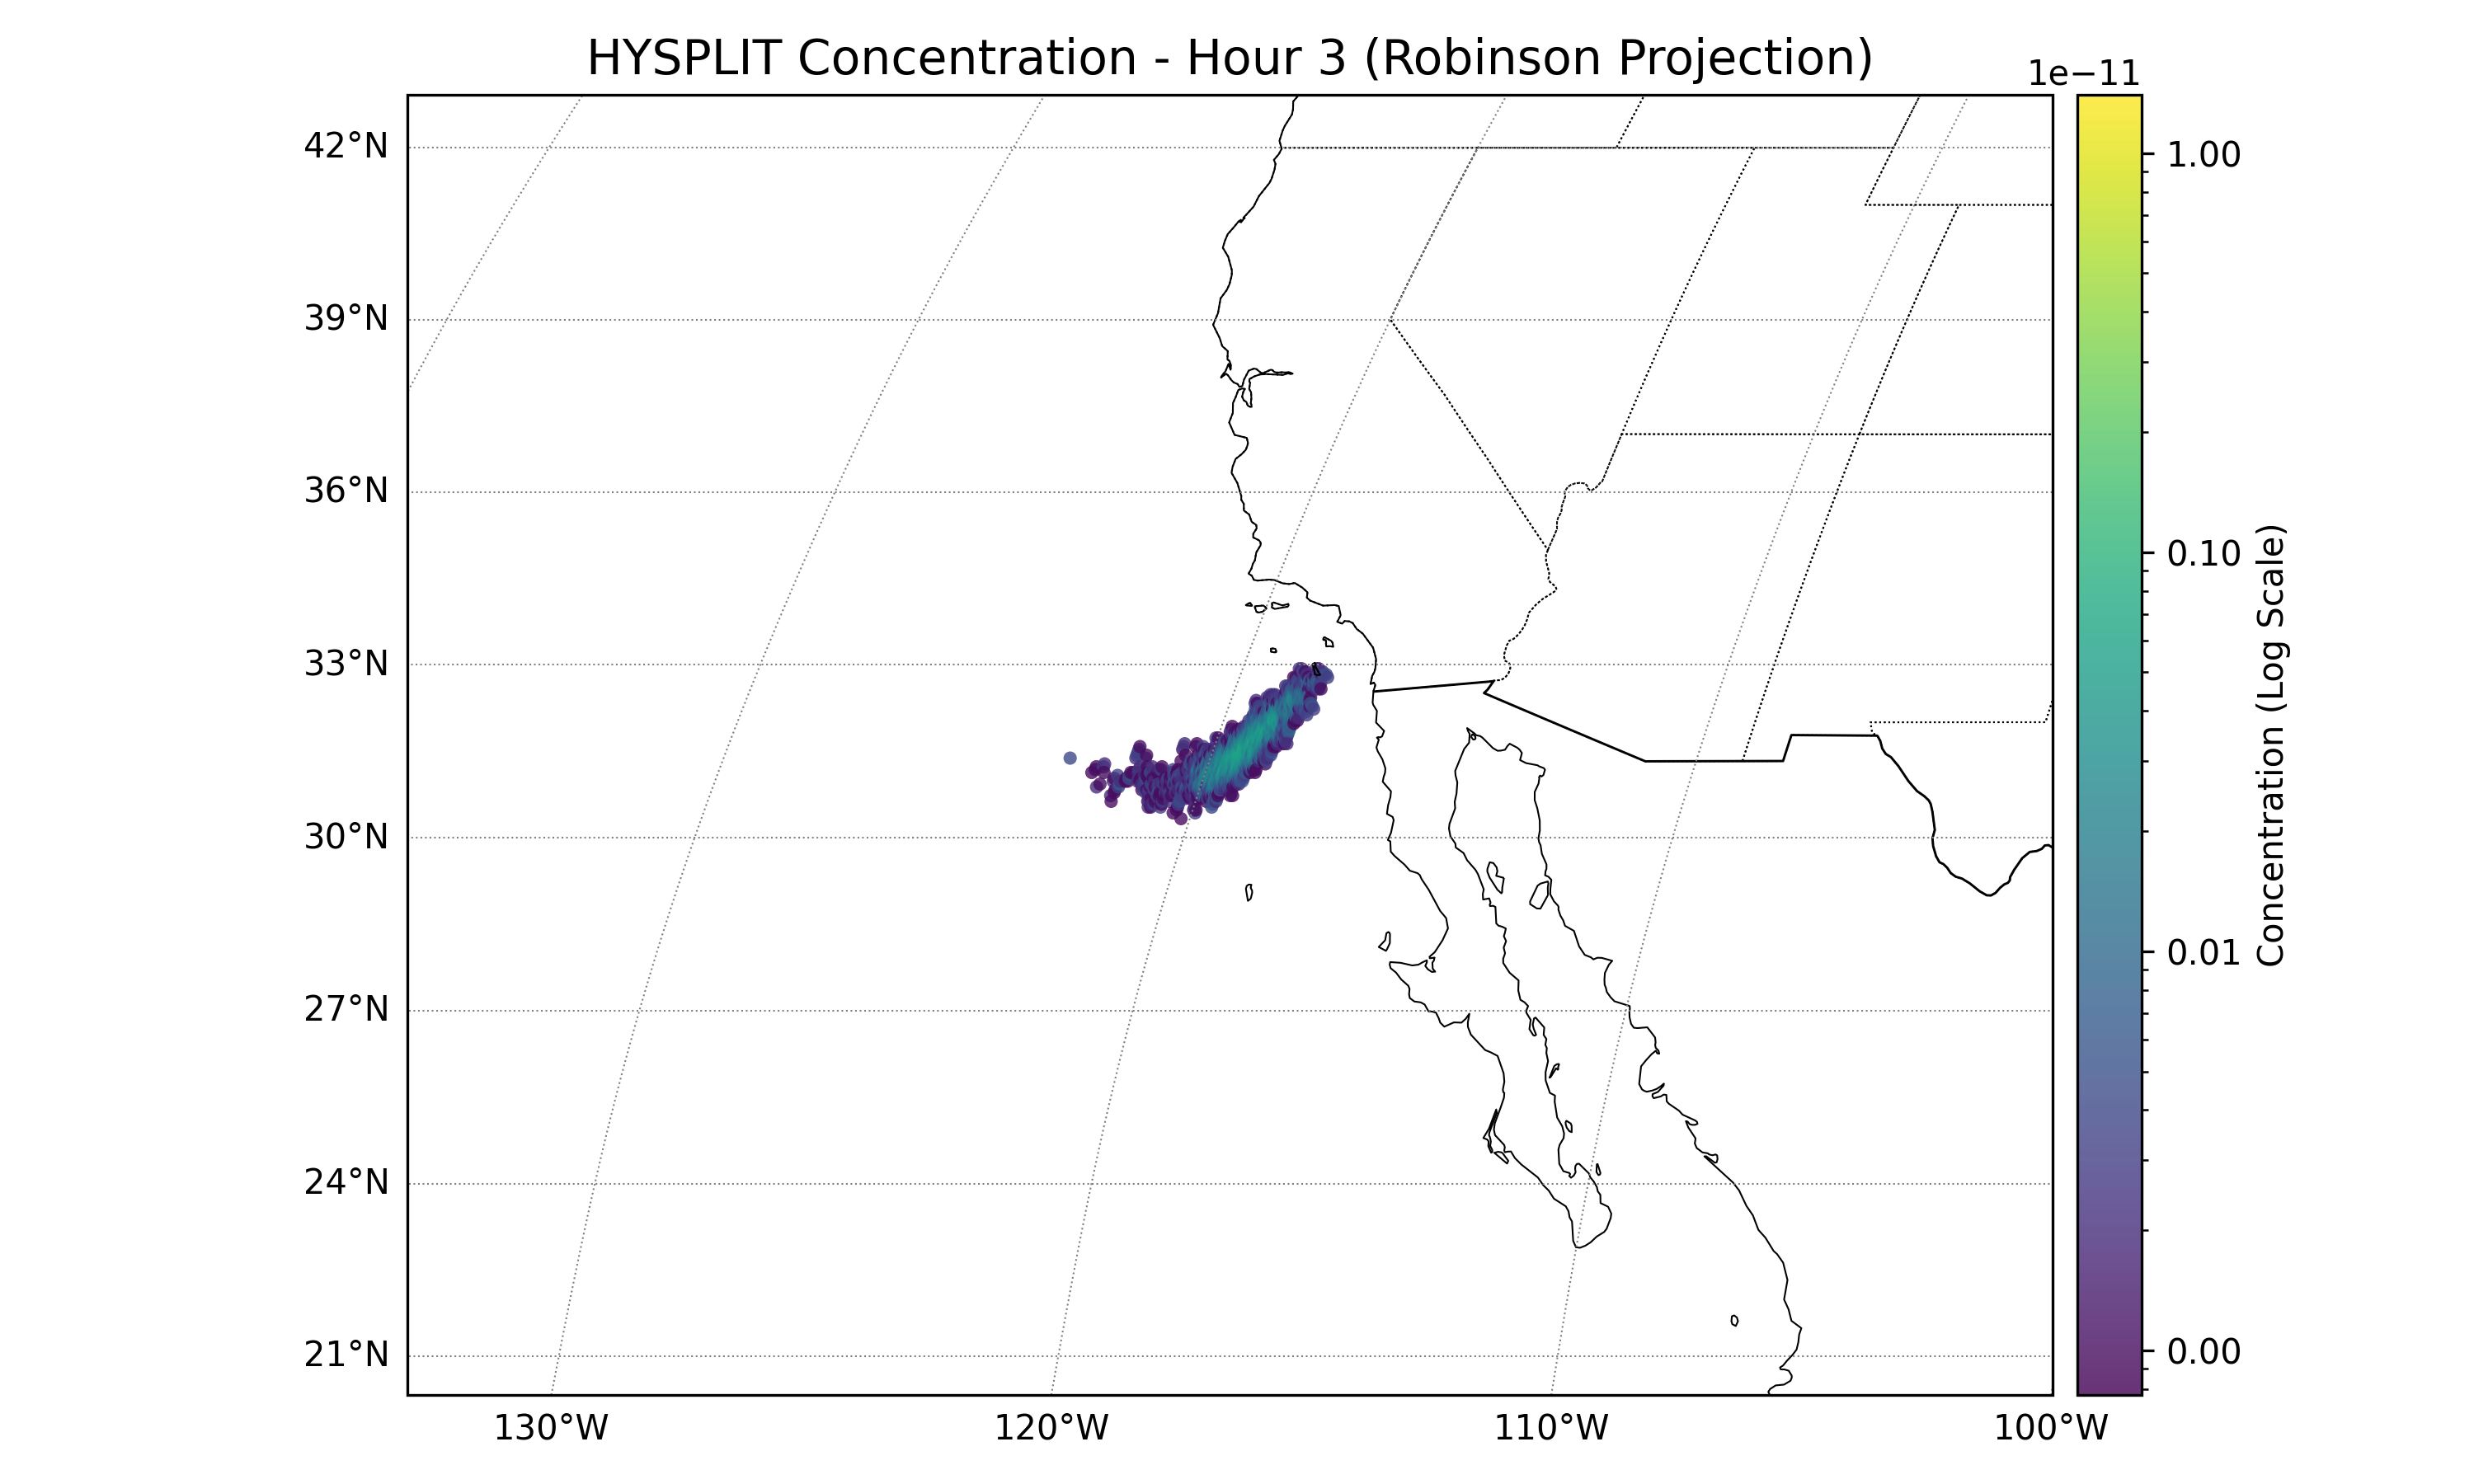 HYSPLIT Concentration - Hour 3 (Robinson Projection)
1e−11
42°N
39°N
36°N
33°N
30°N
27°N
24°N
21°N
130°W
120°W
110°W
100°W
1.00
0.10
0.01
0.00
Concentration (Log Scale)